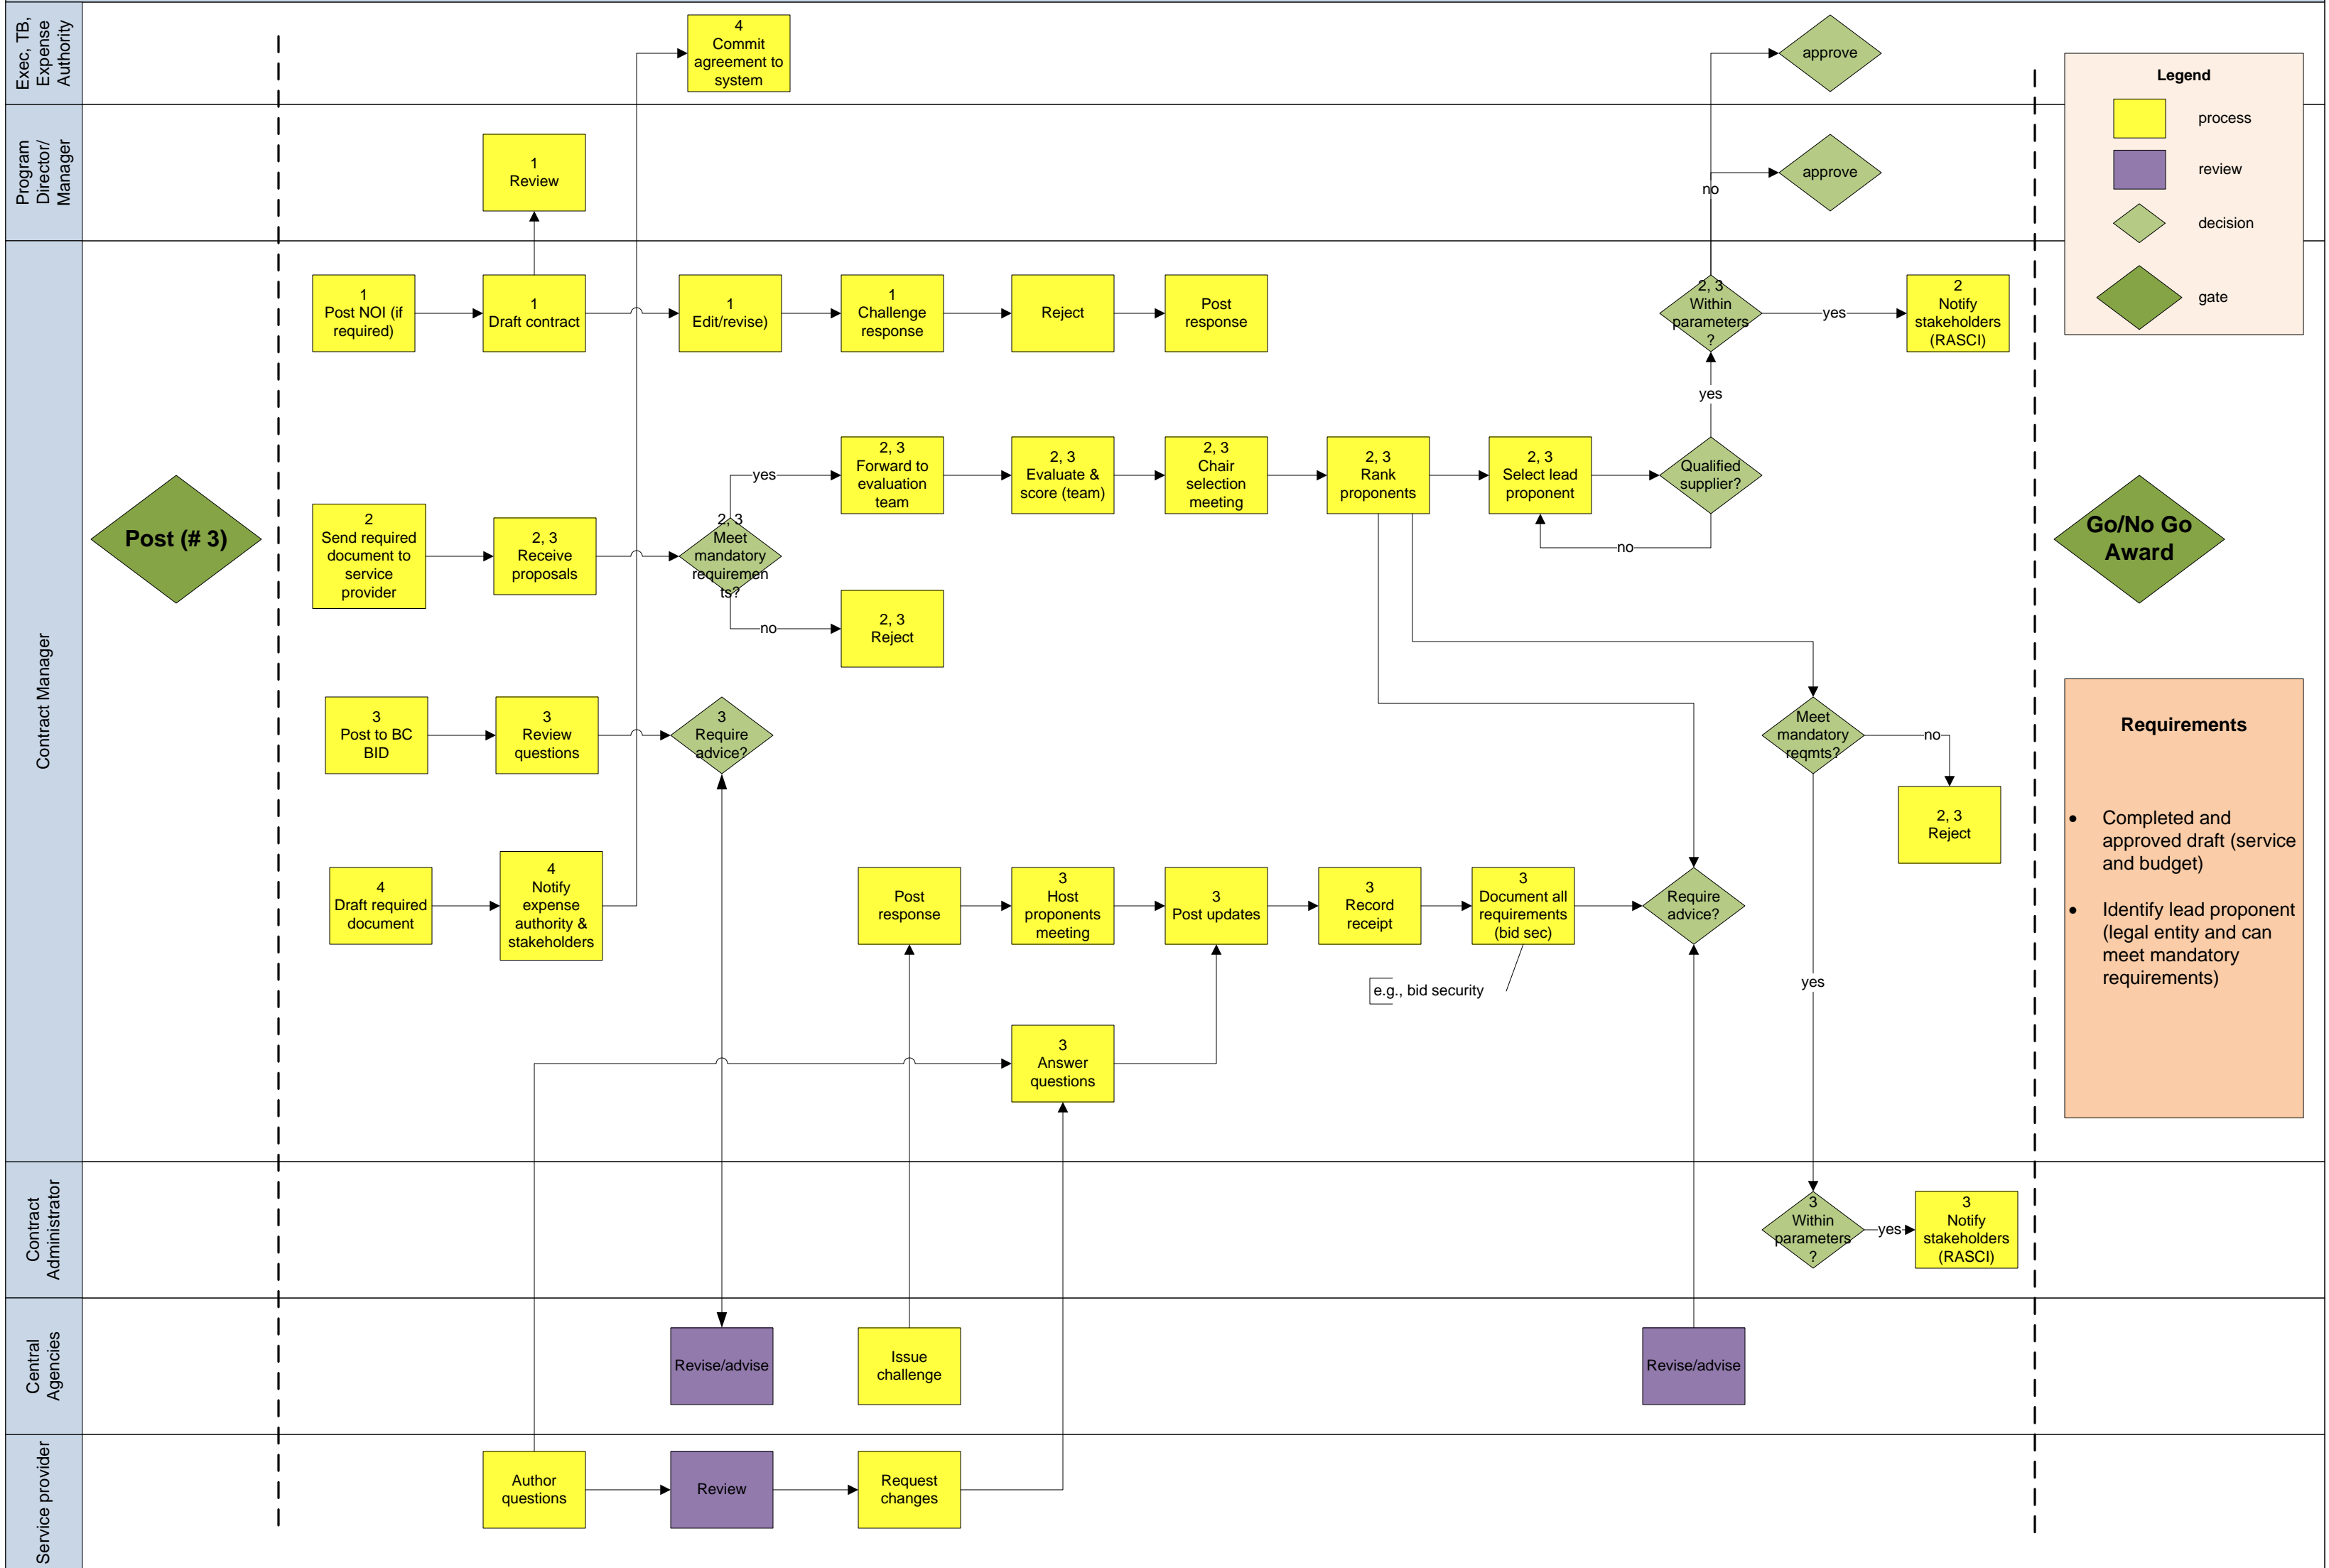 Exec, TB,
Expense
Authority
4
Commit
agreement to
system
approve
Program
Director/
Manager
1
Review
no
approve
Legend
process
review
decision
gate
Contract Manager
1
Post NOI (if
required)
1
Draft contract
1
Edit/revise)
1
Challenge
response
Reject
Post
response
2, 3
Within
parameters
?
yes
2
Notify
stakeholders
(RASCI)
yes
Post (# 3)
2
Send required
document to
service
provider
2, 3
Receive
proposals
2, 3
Meet
mandatory
requiremen
ts?
yes
2, 3
Forward to
evaluation
team
2, 3
Evaluate &
score (team)
2, 3
Chair
selection
meeting
2, 3
Rank
proponents
2, 3
Select lead
proponent
Qualified
supplier?
no
no
2, 3
Reject
Go/No Go
Award
3
Post to BC
BID
3
Review
questions
3
Require
advice?
Meet
mandatory
reqmts?
no
2, 3
Reject
yes
4
Draft required
document
4
Notify
expense
authority &
stakeholders
Post
response
3
Host
proponents
meeting
3
Post updates
3
Record
receipt
3
Document all
requirements
(bid sec)
Require
advice?
e.g., bid security
3
Answer
questions
Requirements
• Completed and
approved draft (service
and budget)
• Identify lead proponent
(legal entity and can
meet mandatory
requirements)
Contract
Administrator
3
Within
parameters
?
yes
3
Notify
stakeholders
(RASCI)
Central
Agencies
Revise/advise
Issue
challenge
Revise/advise
Service provider
Author
questions
Review
Request
changes